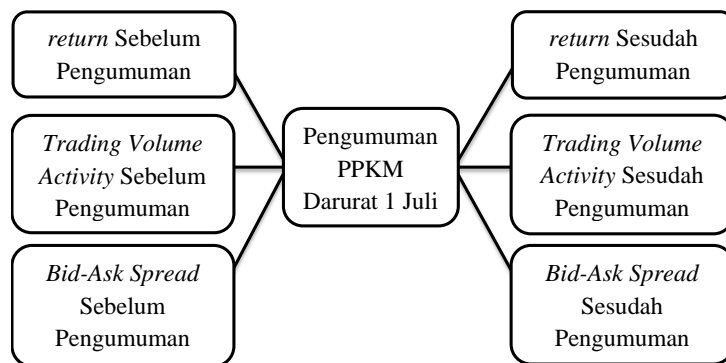 return Sebelum
Pengumuman
Trading Volume
Activity Sebelum
Pengumuman
Bid-Ask Spread
Sebelum
Pengumuman
Pengumuman
PPKM
Darurat 1 Juli
return Sesudah
Pengumuman
Trading Volume
Activity Sesudah
Pengumuman
Bid-Ask Spread
Sesudah
Pengumuman